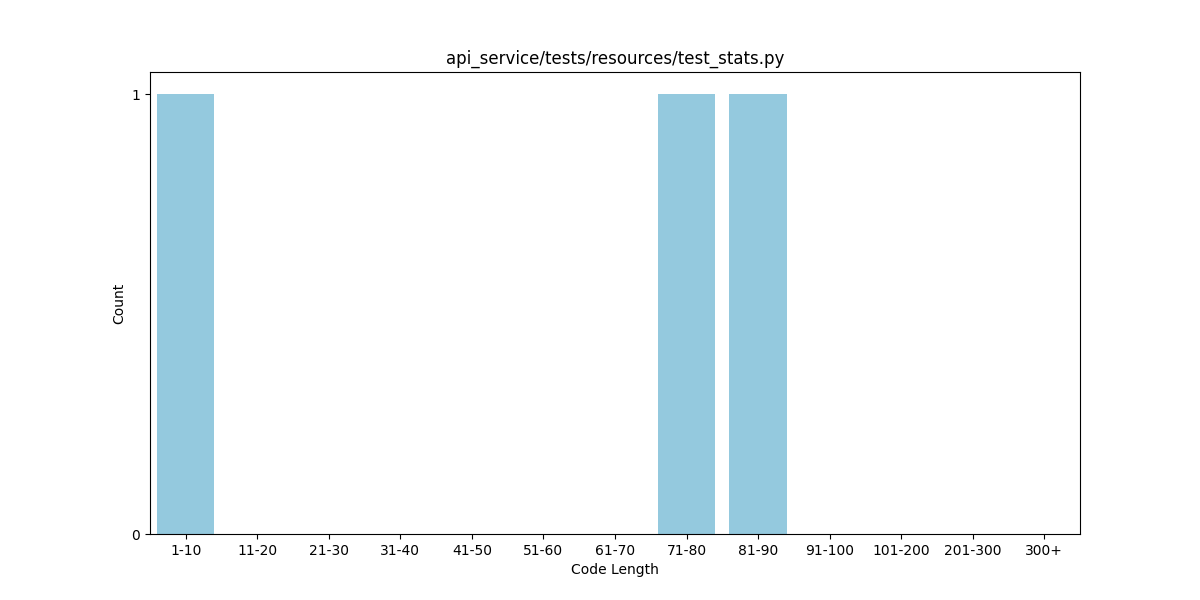 api_service/tests/resources/test_stats.py
1
Count
0
1-10 11-20 21-30 31-40 41-50 51-60 61-70 71-80 81-90 91-100 101-200 201-300 300+
Code Length